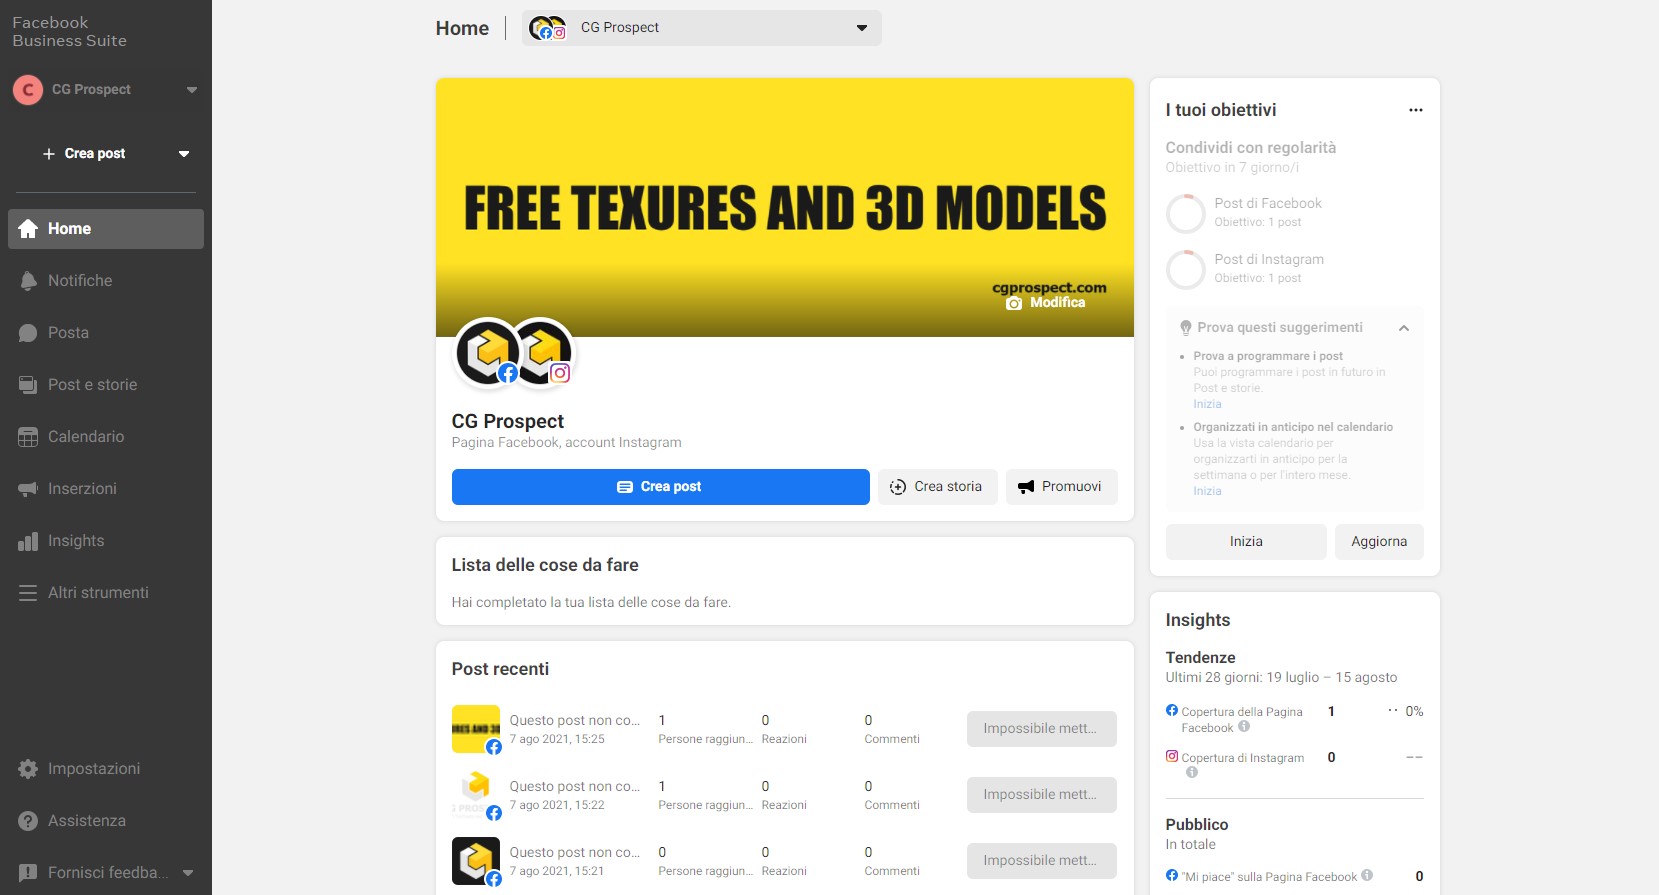 Facebook
Business Suite
C CG Prospect
Crea post
Home
Notifiche
Posta
Post e storie
Calendario
Inserzioni
Insights
Altri strumenti
Impostazioni
Assistenza
Fornisci feedba...
Home
CG Prospect
FREE TEXURES AND 3D MODELS
cgprospect.com
Modifica
CG Prospect
Pagina Facebook, account Instagram
Crea post
Crea storia
Promuovi
Lista delle cose da fare
Hai completato la tua lista delle cose da fare.
Post recenti
Questo post non co...
7 ago 2021, 15:25
1
Persone raggiun...
0
Reazioni
0
Commenti
Impossibile mett...
Questo post non co...
7 ago 2021, 15:22
1
Persone raggiun...
0
Reazioni
0
Commenti
Impossibile mett...
Questo post non co...
7 ago 2021, 15:21
0
Persone raggiun...
0
Reazioni
0
Commenti
Impossibile mett...
I tuoi obiettivi
Condividi con regolarità
Obiettivo in 7 giorno/i
Post di Facebook
Obiettivo: 1 post
Post di Instagram
Obiettivo: 1 post
Prova questi suggerimenti
• Prova a programmare i post
Puoi programmare i post in futuro in
Post e storie.
Inizia
• Organizzati in anticipo nel calendario
Usa la vista calendario per
organizzarti in anticipo per la
settimana o per l'intero mese.
Inizia
Inizia
Aggiorna
Insights
Tendenze
Ultimi 28 giorni: 19 luglio – 15 agosto
Copertura della Pagina
Facebook
1
0%
Copertura di Instagram
0
--
Pubblico
In totale
"Mi piace" sulla Pagina Facebook
0